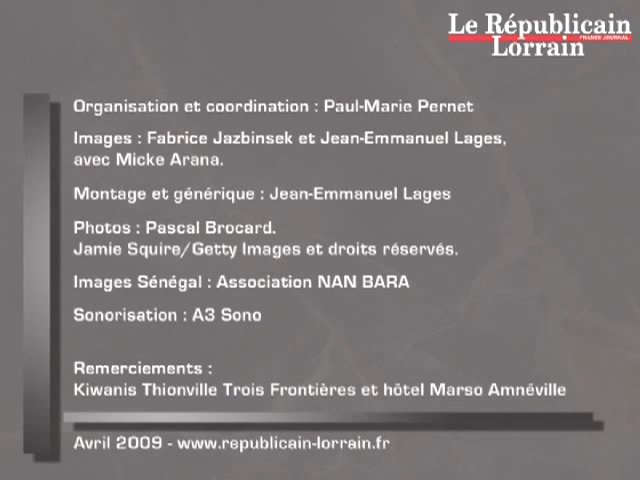 Le Républicain
Lorrain
Organisation et coordination : Paul-Marie Pernet
Images : Fabrice Jazbinsek et Jean-Emmanuel Lages,
avec Micke Arana.
Montage et générique : Jean-Emmanuel Lages
Photos : Pascal Brocard.
Jamie Squire/Getty Images et droits réservés.
Images Sénégal : Association NAN BARA
Sonorisation : A3 Sono
Remerciements :
Kiwanis Thionville Trois Frontières et hôtel Marso Amnéville
Avril 2009 - www.republicain-lorrain.fr